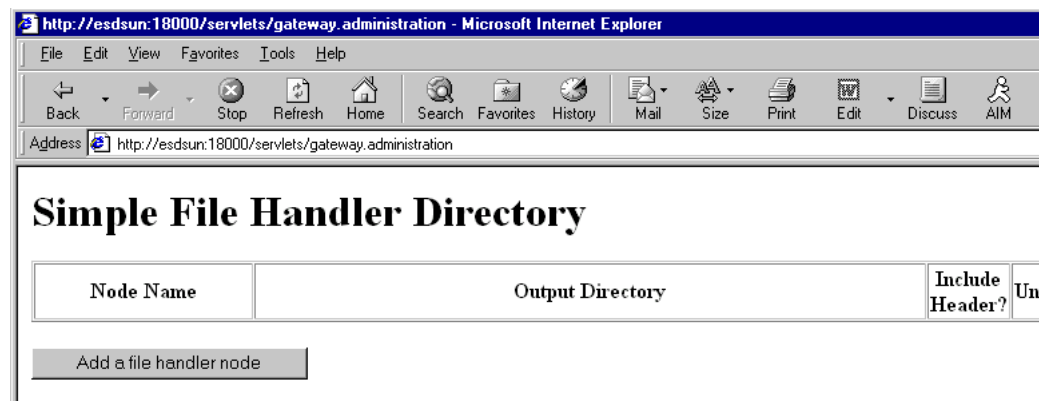 http://esdsun:18000/servlets/gateway.administration - Microsoft Internet Explorer
File Edit View Favorites Tools Help
Back Forward Stop Refresh Home Search Favorites History Mail Size Print Edit Discuss AIM
Address http://esdsun:18000/servlets/gateway.administration
Simple File Handler Directory
Node Name Output Directory Include Header? Un
Add a file handler node